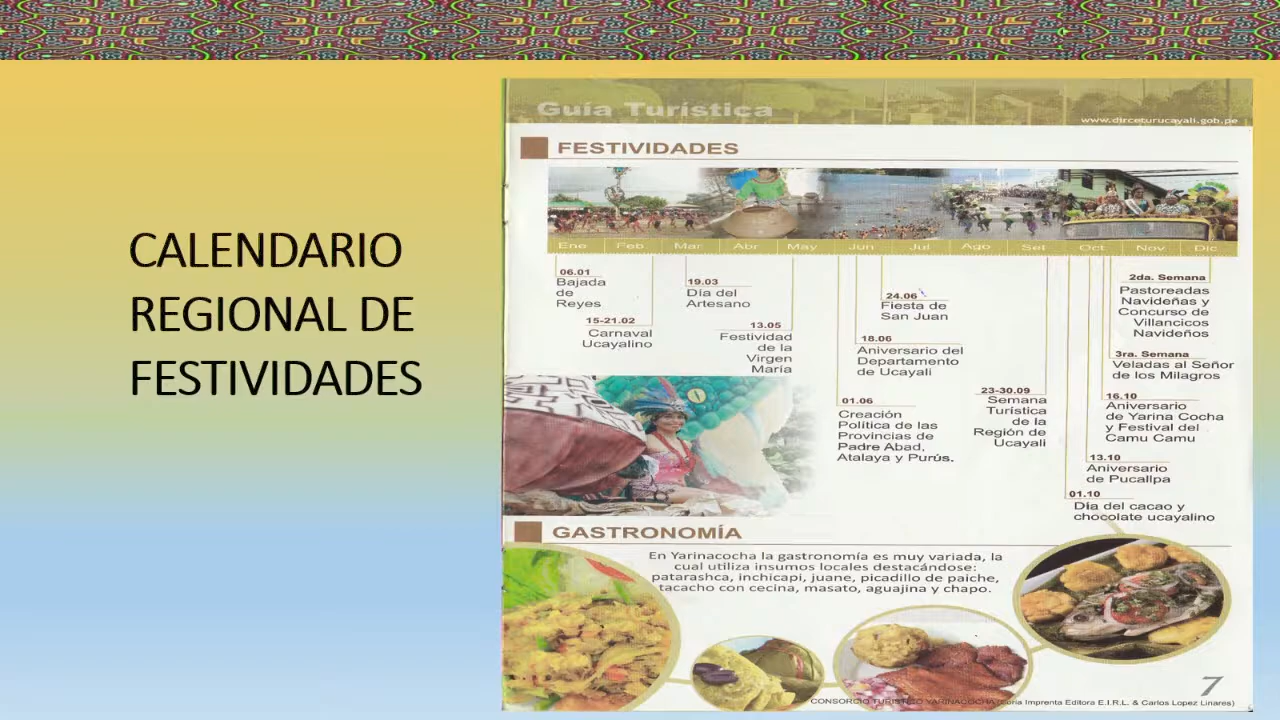 CALENDARIO
REGIONAL DE
FESTIVIDADES
Guía Turística
www.dirceturucayali.gob.pe
FESTIVIDADES
Ene Feb Mar Abr May Jun Jul Ago Set Oct Nov Dic
06.01
Bajada
de
Reyes
15-21.02
Carnaval
Ucayalino
19.03
Día del
Artesano
13.05
Festividad
de la
Virgen
María
24.06
Fiesta de
San Juan
18.06
Aniversario del
Departamento
de Ucayali
01.06
Creación
Política de las
Provincias de
Padre Abad,
Atalaya y Purús.
23-30.09
Semana
Turística
de la
Región de
Ucayali
2da. Semana
Pastoreadas
Navideñas y
Concurso de
Villancicos
Navideños
3ra. Semana
Veladas al Señor
de los Milagros
16.10
Aniversario
de Yarina Cocha
y Festival del
Camu Camu
13.10
Aniversario
de Pucallpa
01.10
Día del cacao y
chocolate ucayalino
GASTRONOMÍA
En Yarinacocha la gastronomía es muy variada, la
cual utiliza insumos locales destacándose:
patarashca, inchicapi, juane, picadillo de paiche,
tacacho con cecina, masato, aguajina y chapo.
7
CONSORCIO TURISTICO YARINACOCHA Imprenta Editora E.I.R.L. & Carlos Lopez Linares)